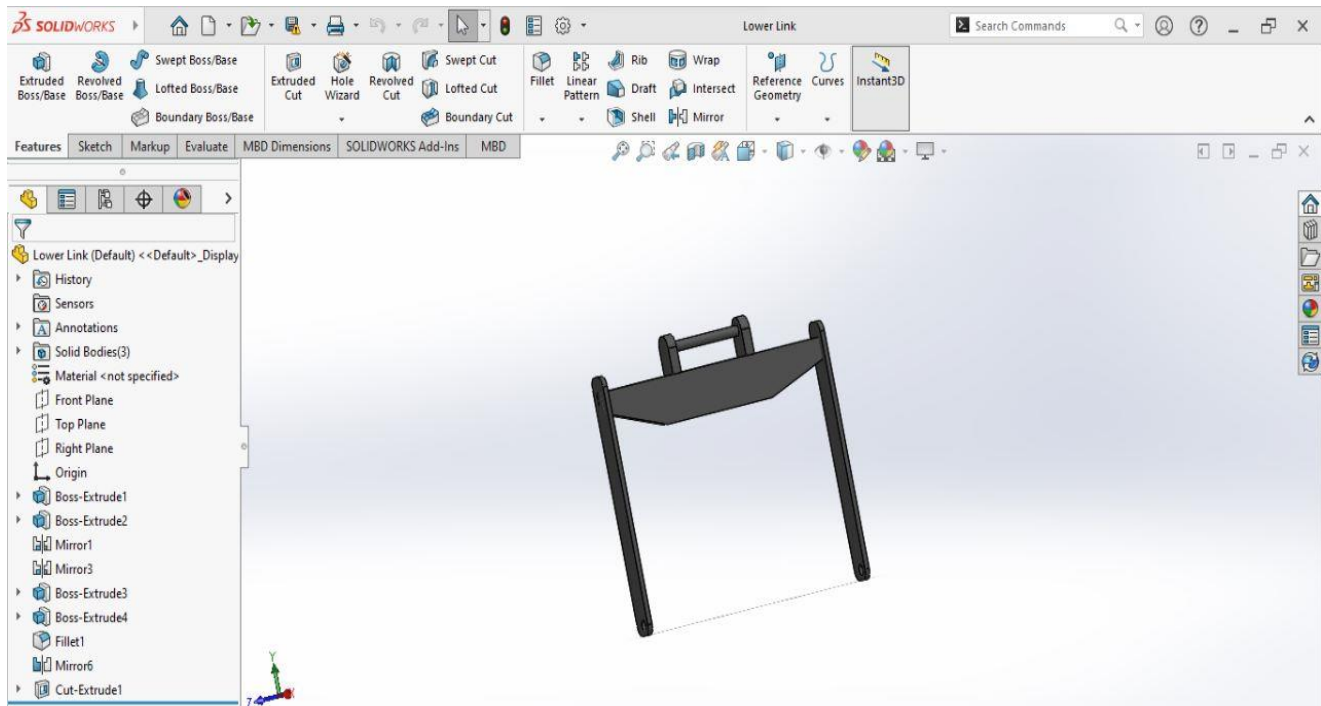 SOLIDWORKS
Lower Link
Search Commands
Extruded Boss/Base
Revolved Boss/Base
Swept Boss/Base
Lofted Boss/Base
Boundary Boss/Base
Extruded Cut
Hole Wizard
Revolved Cut
Swept Cut
Lofted Cut
Boundary Cut
Fillet
Linear Pattern
Rib
Draft
Shell
Wrap
Intersect
Mirror
Reference Geometry
Curves
Instant3D
Features Sketch Markup Evaluate MBD Dimensions SOLIDWORKS Add-Ins MBD
Lower Link (Default) <<Default>_Display
History
Sensors
Annotations
Solid Bodies(3)
Material <not specified>
Front Plane
Top Plane
Right Plane
Origin
Boss-Extrude1
Boss-Extrude2
Mirror1
Mirror3
Boss-Extrude3
Boss-Extrude4
Fillet1
Mirror6
Cut-Extrude1
Y
Z